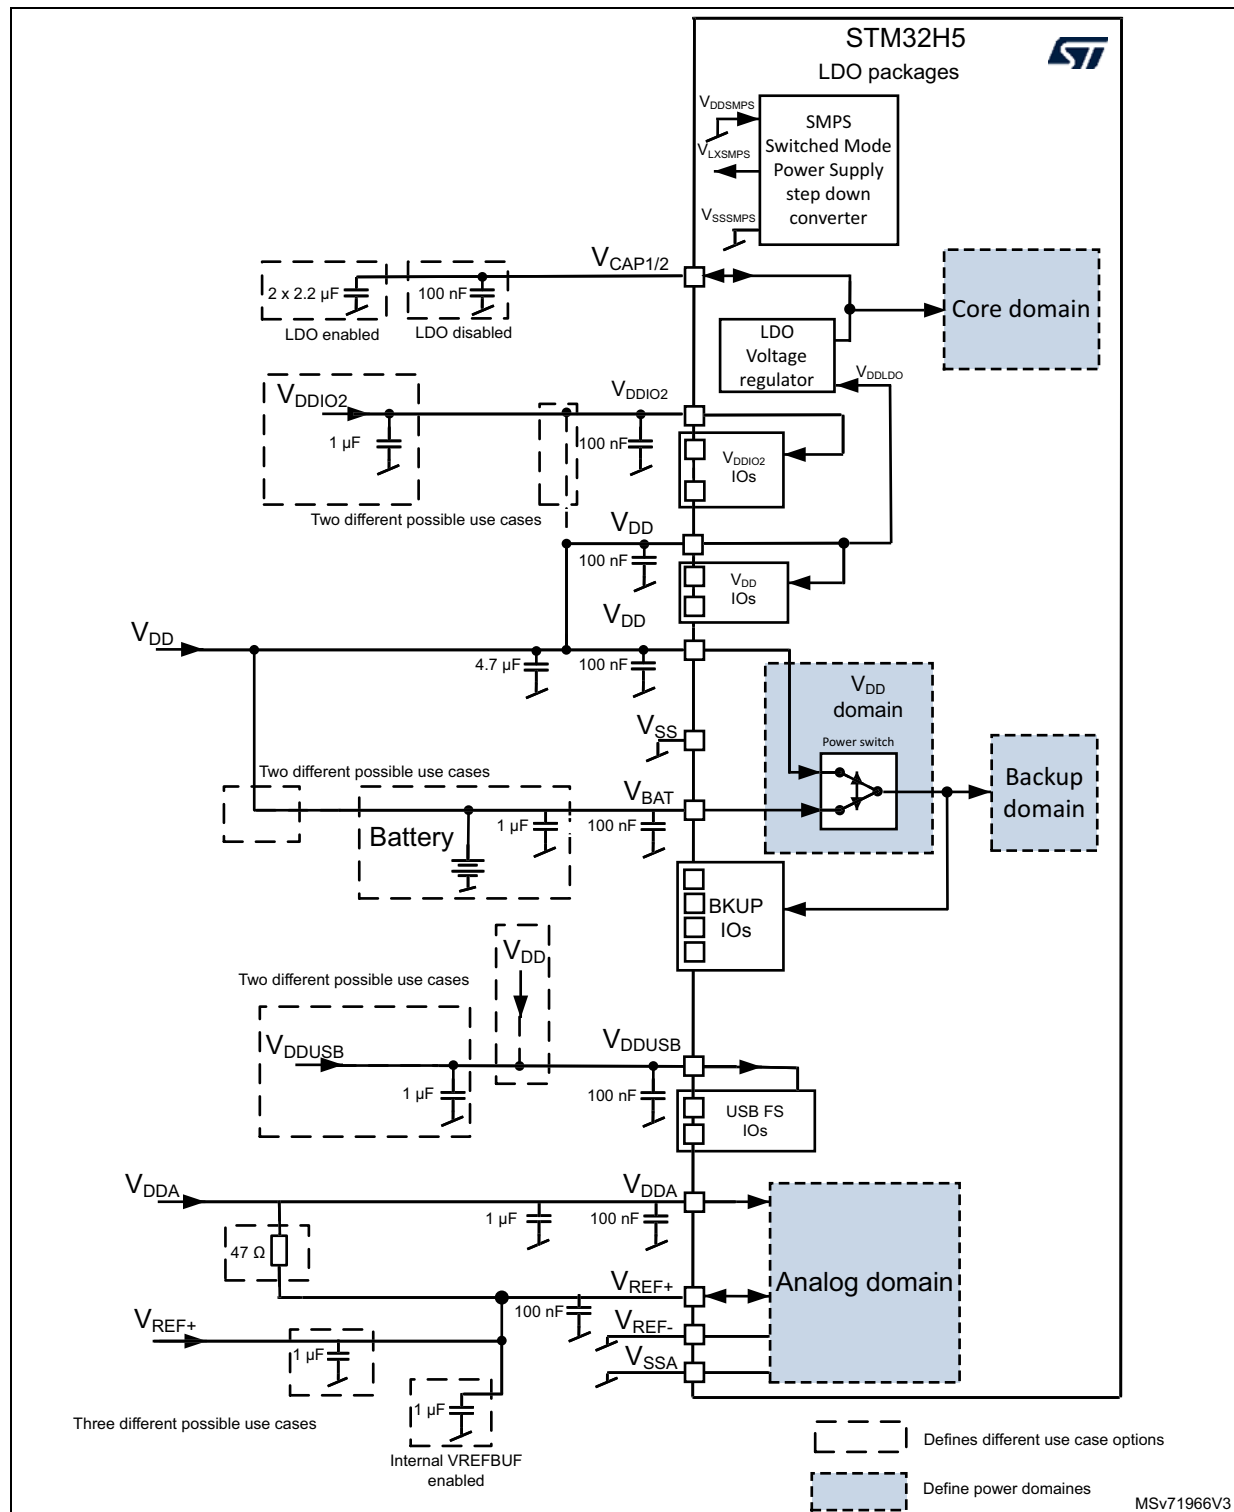 STM32H5
LDO packages
ST
VDDSMPS
VLXSMPS
VSSSMPS
SMPS
Switched Mode
Power Supply
step down
converter
VCAP1/2
2 x 2.2 µF
100 nF
LDO enabled
LDO disabled
Core domain
LDO
Voltage
regulator
VDDLDO
VDDIO2
VDDIO2
1 µF
100 nF
VDDIO2
IOs
Two different possible use cases
VDD
100 nF
VDD
IOs
VDD
VDD
4.7 µF
100 nF
VDD
domain
Power switch
VSS
Two different possible use cases
VBAT
Battery
1 µF
100 nF
Backup
domain
BKUP
IOs
VDD
Two different possible use cases
VDDUSB
VDDUSB
1 µF
100 nF
USB FS
IOs
VDDA
VDDA
1 µF
100 nF
47 Ω
Analog domain
VREF+
100 nF
VREF+
VREF-
1 µF
VSSA
1 µF
Three different possible use cases
Internal VREFBUF
enabled
Defines different use case options
Define power domaines
MSv71966V3